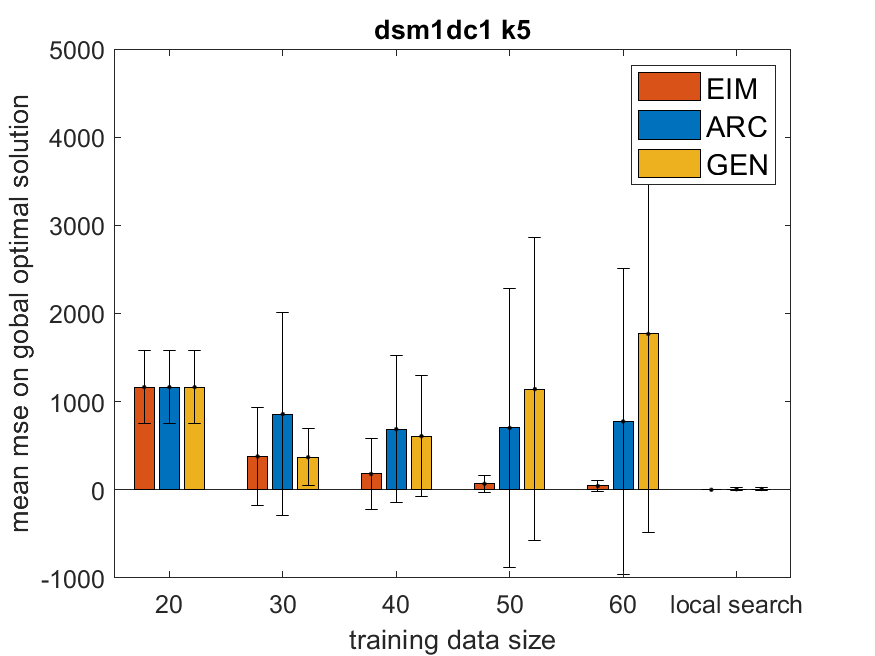 dsm1dc1 k5
mean mse on gobal optimal solution
5000
4000
3000
2000
1000
0
-1000
EIM
ARC
GEN
20 30 40 50 60 local search
training data size